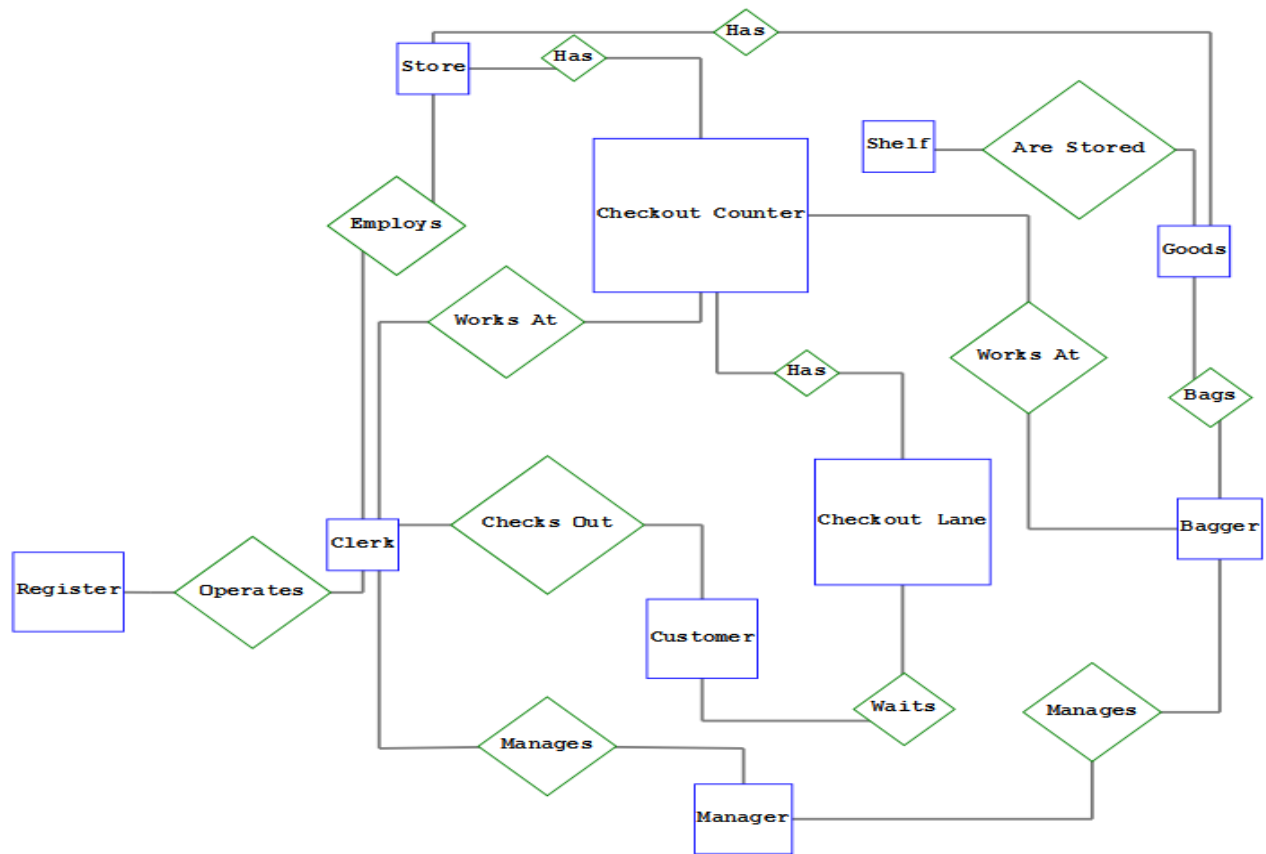 Has
Store
Has
Shelf
Are Stored
Checkout Counter
Employs
Goods
Works At
Works At
Has
Bags
Checks Out
Checkout Lane
Bagger
Clerk
Register
Operates
Customer
Waits
Manages
Manages
Manager